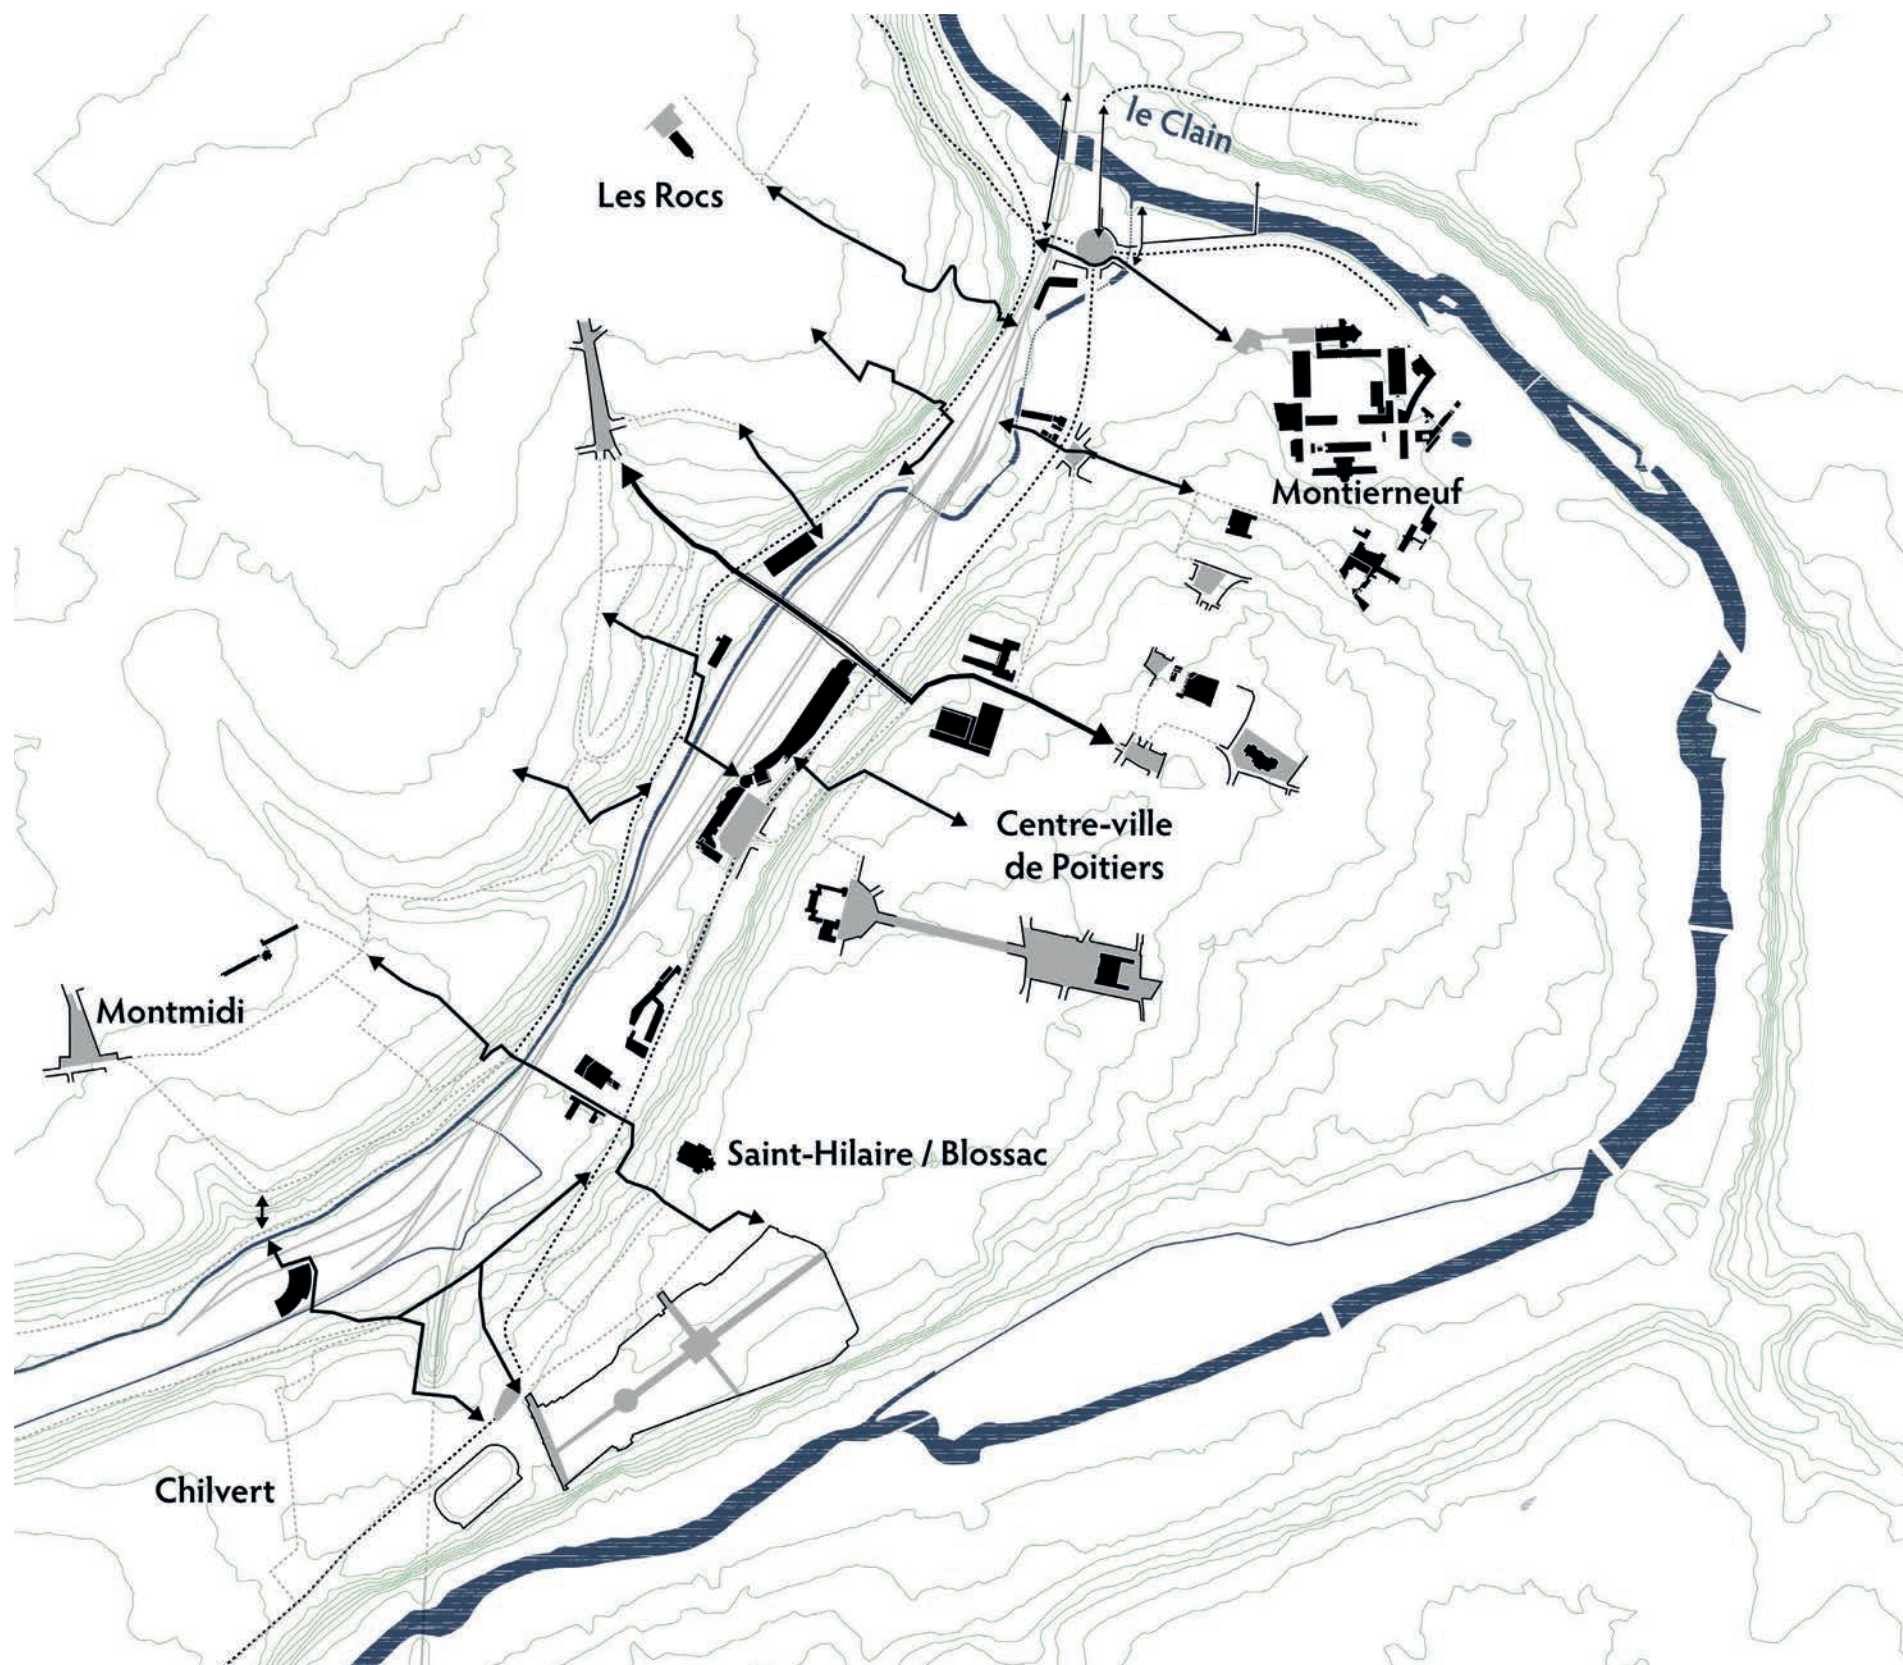 le Clain
Les Rocs
Montierneuf
Centre-ville
de Poitiers
Montmidi
Saint-Hilaire / Blossac
Chilvert